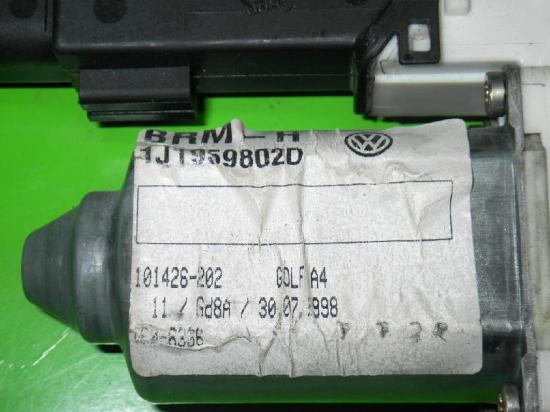 BRM-H
1J1959802D
101426-202 GOLF A4
11 / Gd8A / 30.07.1998